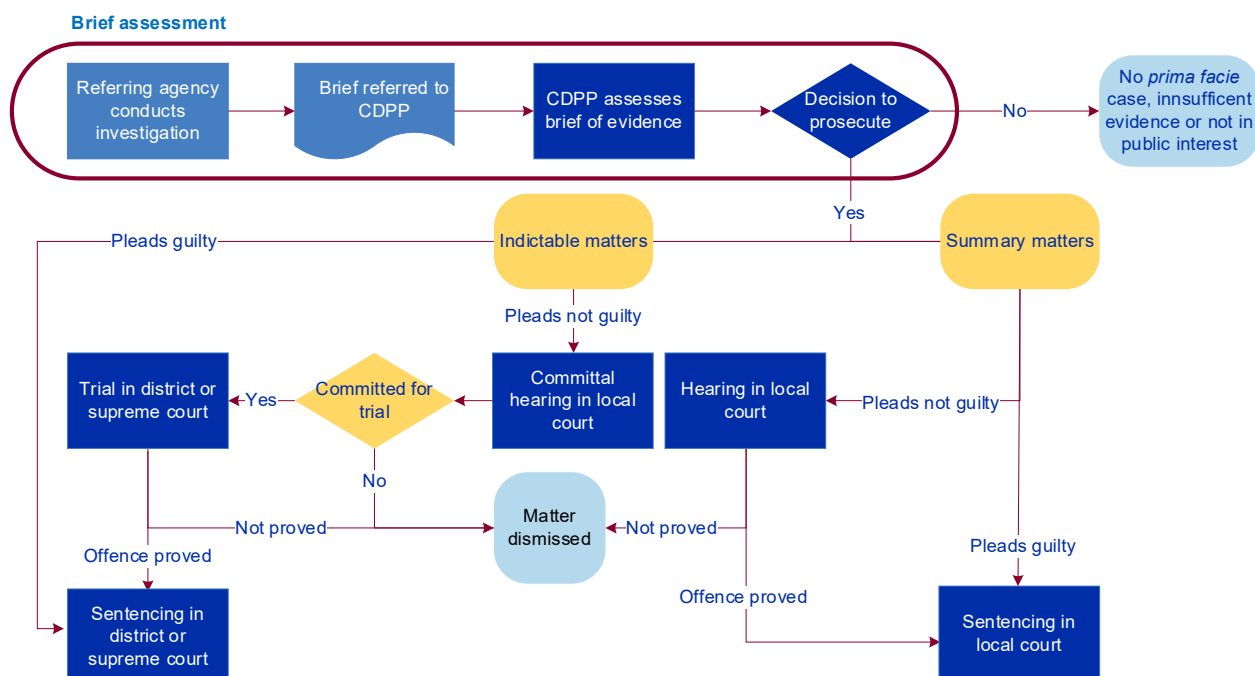 Brief assessment
Referring agency
conducts
investigation
Brief referred to
CDPP
CDPP assesses
brief of evidence
Decision to
prosecute
No
No prima facie
case, innsufficent
evidence or not in
public interest
Yes
Pleads guilty
Indictable matters
Summary matters
Pleads not guilty
Trial in district or
supreme court
Yes
Committed for
trial
Committal
hearing in local
court
Hearing in local
court
Pleads not guilty
No
Not proved
Matter
dismissed
Not proved
Offence proved
Pleads guilty
Offence proved
Sentencing in
district or
supreme court
Sentencing in
local court